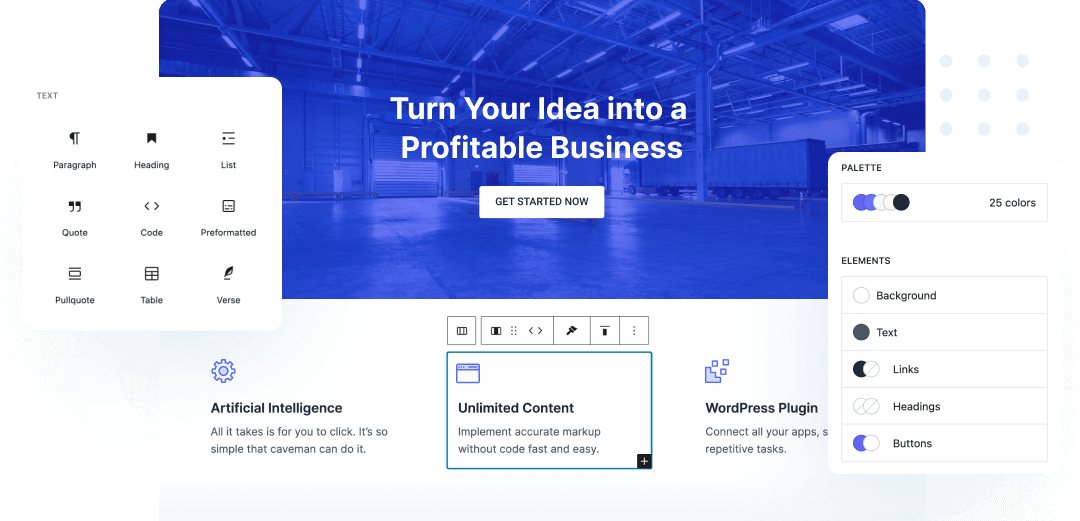 TEXT
Paragraph
Heading
List
Quote
Code
Preformatted
Pullquote
Table
Verse
Turn Your Idea into a
Profitable Business
GET STARTED NOW
PALETTE
25 colors
ELEMENTS
Background
Text
Links
Headings
Buttons
Artificial Intelligence
All it takes is for you to click. It’s so
simple that caveman can do it.
Unlimited Content
Implement accurate markup
without code fast and easy.
WordPress Plugin
Connect all your apps,
repetitive tasks.